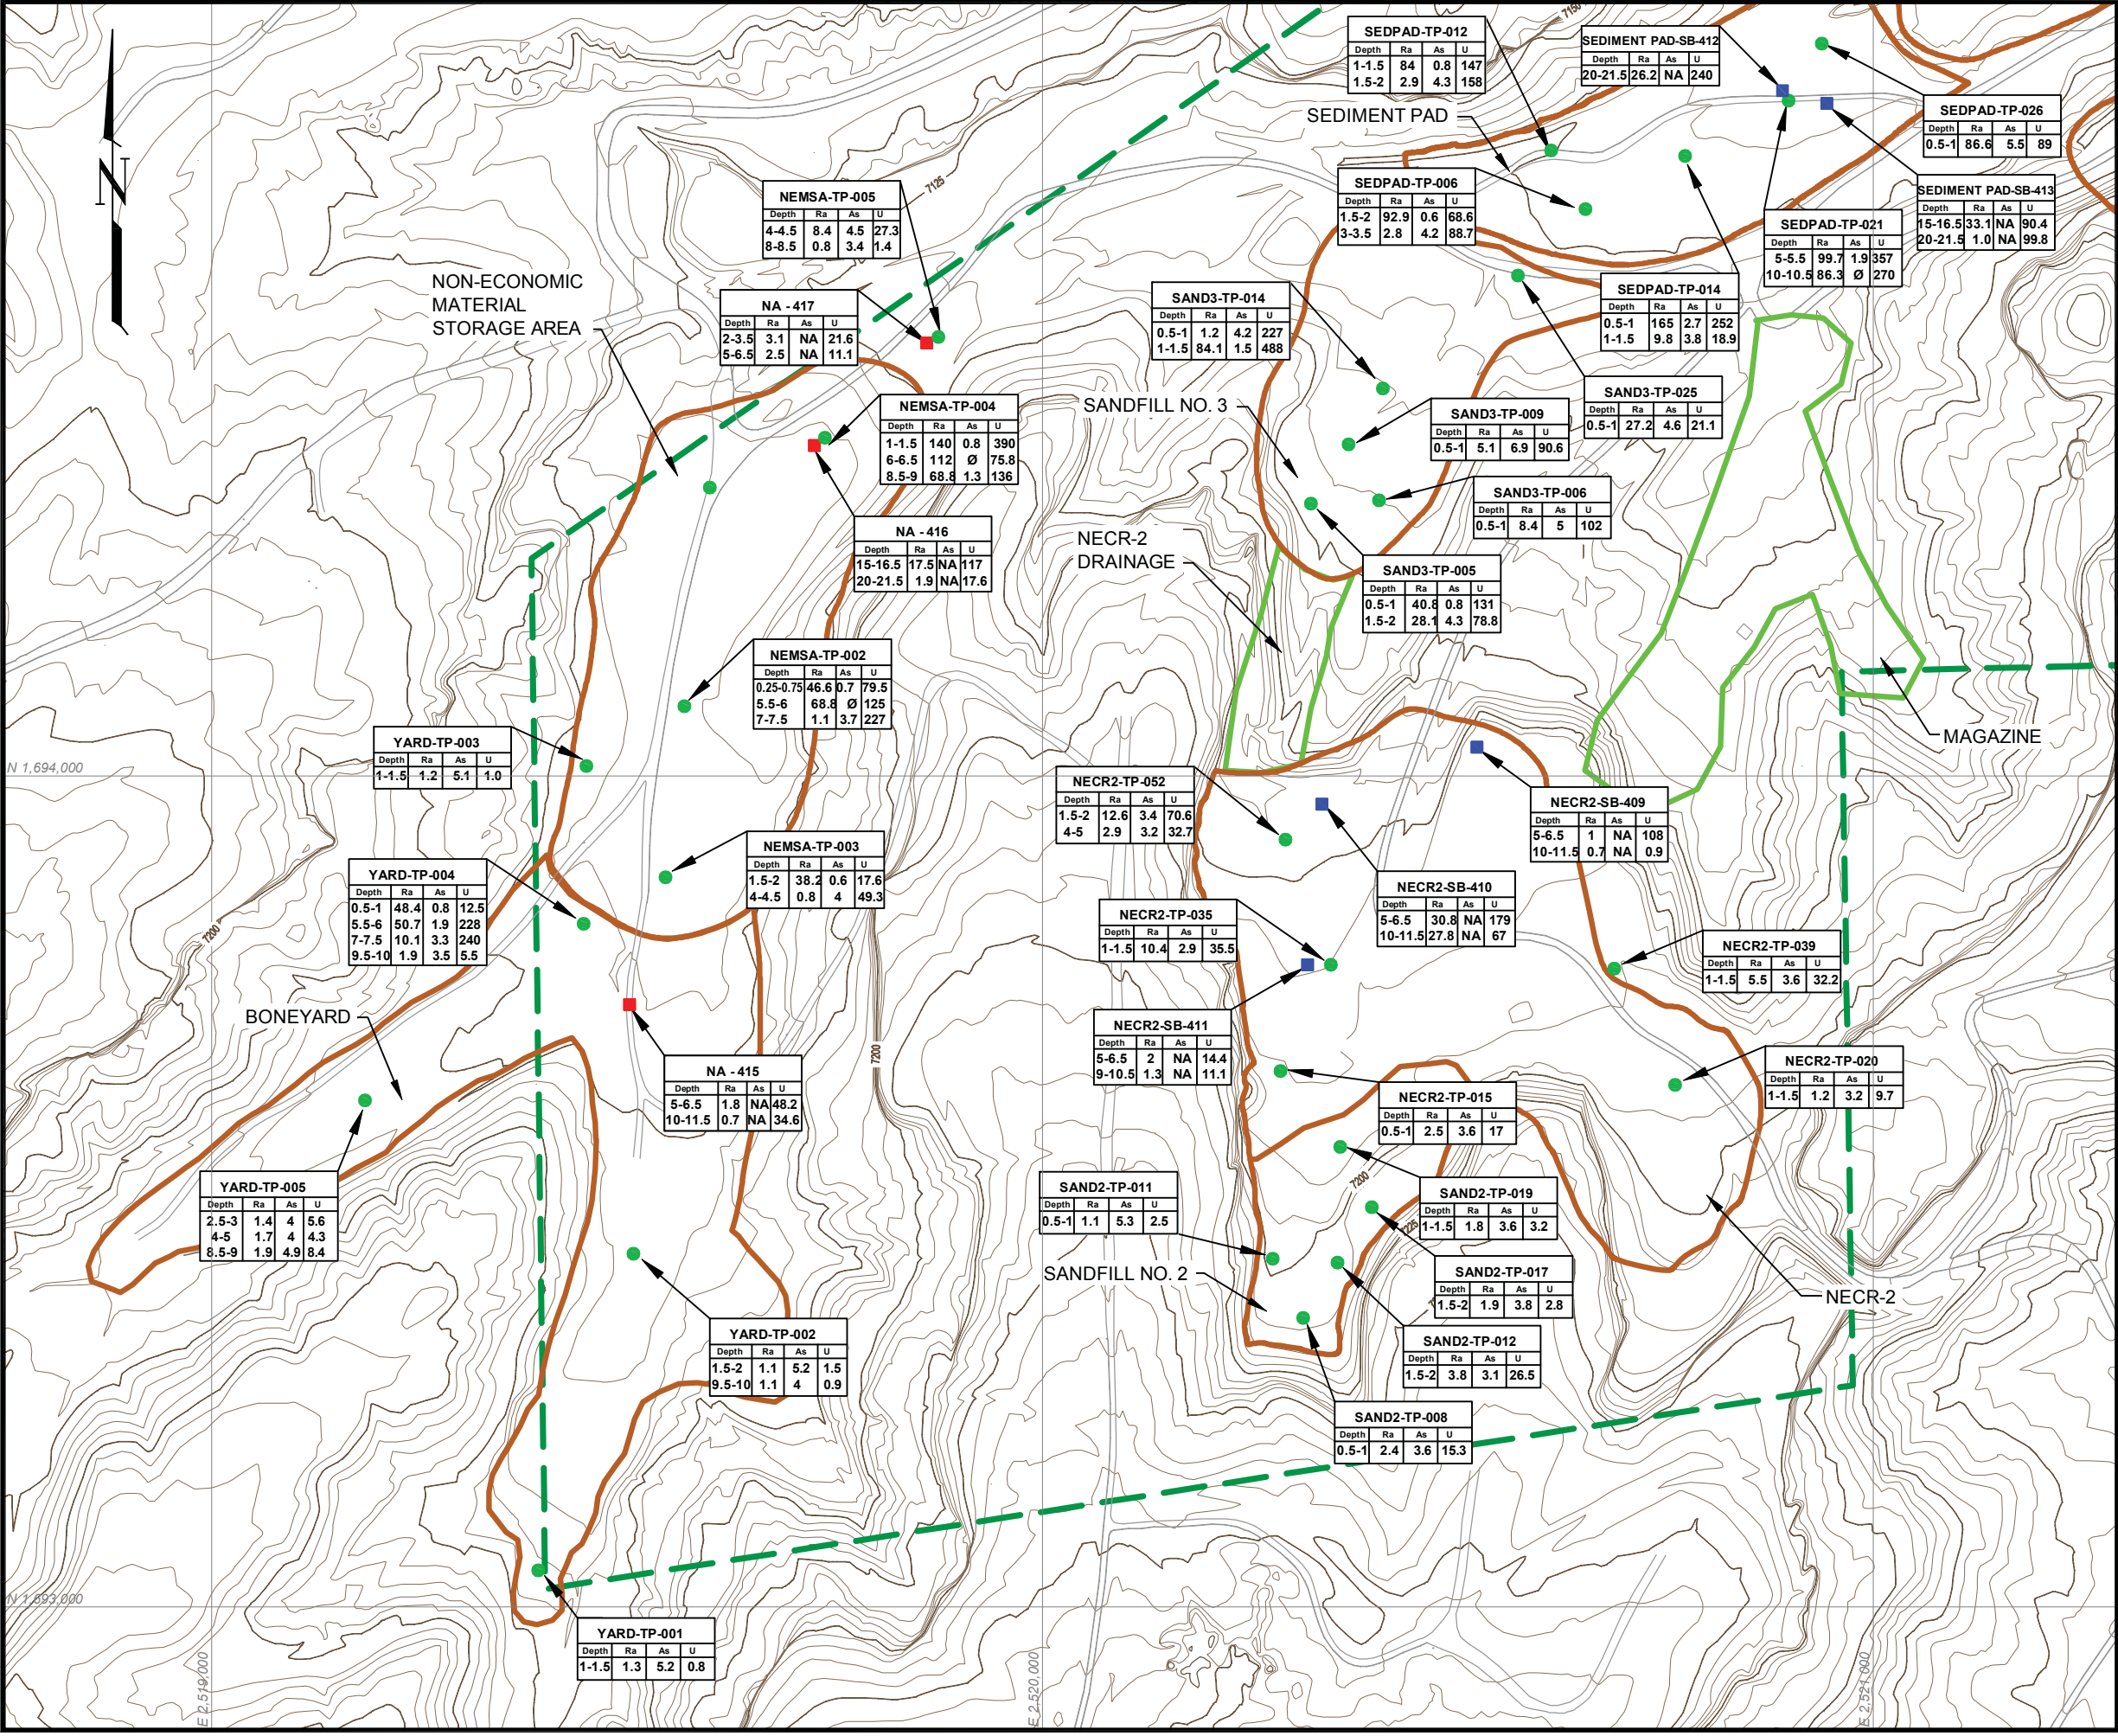 N
SEDPAD-TP-012
Depth Ra As U
1-1.5 84 0.8 147
1.5-2 2.9 4.3 158
7150
SEDIMENT PAD-SB-412
Depth Ra As U
20-21.5 26.2 NA 240
SEDIMENT PAD
SEDPAD-TP-026
Depth Ra As U
0.5-1 86.6 5.5 89
NEMSA-TP-005
Depth Ra As U
4-4.5 8.4 4.5 27.3
8-8.5 0.8 3.4 1.4
7125
SEDPAD-TP-006
Depth Ra As U
1.5-2 92.9 0.6 68.6
3-3.5 2.8 4.2 88.7
SEDIMENT PAD-SB-413
Depth Ra As U
15-16.5 33.1 NA 90.4
20-21.5 1.0 NA 99.8
SEDPAD-TP-021
Depth Ra As U
5-5.5 99.7 1.9 357
10-10.5 86.3 Ø 270
NON-ECONOMIC
MATERIAL
STORAGE AREA
NA - 417
Depth Ra As U
2-3.5 3.1 NA 21.6
5-6.5 2.5 NA 11.1
SAND3-TP-014
Depth Ra As U
0.5-1 1.2 4.2 227
1-1.5 84.1 1.5 488
SEDPAD-TP-014
Depth Ra As U
0.5-1 165 2.7 252
1-1.5 9.8 3.8 18.9
SAND3-TP-025
Depth Ra As U
0.5-1 27.2 4.6 21.1
NEMSA-TP-004
Depth Ra As U
1-1.5 140 0.8 390
6-6.5 112 Ø 75.8
8.5-9 68.8 1.3 136
SANDFILL NO. 3
SAND3-TP-009
Depth Ra As U
0.5-1 5.1 6.9 90.6
SAND3-TP-006
Depth Ra As U
0.5-1 8.4 5 102
NA - 416
Depth Ra As U
15-16.5 17.5 NA 117
20-21.5 1.9 NA 17.6
NECR-2
DRAINAGE
SAND3-TP-005
Depth Ra As U
0.5-1 40.8 0.8 131
1.5-2 28.1 4.3 78.8
NEMSA-TP-002
Depth Ra As U
0.25-0.75 46.6 0.7 79.5
5.5-6 68.8 Ø 125
7-7.5 1.1 3.7 227
YARD-TP-003
Depth Ra As U
1-1.5 1.2 5.1 1.0
MAGAZINE
N 1,694,000
NECR2-TP-052
Depth Ra As U
1.5-2 12.6 3.4 70.6
4-5 2.9 3.2 32.7
NECR2-SB-409
Depth Ra As U
5-6.5 1 NA 108
10-11.5 0.7 NA 0.9
NEMSA-TP-003
Depth Ra As U
1.5-2 38.2 0.6 17.6
4-4.5 0.8 4 49.3
YARD-TP-004
Depth Ra As U
0.5-1 48.4 0.8 12.5
5.5-6 50.7 1.9 228
7-7.5 10.1 3.3 240
9.5-10 1.9 3.5 5.5
NECR2-SB-410
Depth Ra As U
5-6.5 30.8 NA 179
10-11.5 27.8 NA 67
7200
NECR2-TP-035
Depth Ra As U
1-1.5 10.4 2.9 35.5
NECR2-TP-039
Depth Ra As U
1-1.5 5.5 3.6 32.2
BONEYARD
NECR2-SB-411
Depth Ra As U
5-6.5 2 NA 14.4
9-10.5 1.3 NA 11.1
7200
NA - 415
Depth Ra As U
5-6.5 1.8 NA 48.2
10-11.5 0.7 NA 34.6
NECR2-TP-020
Depth Ra As U
1-1.5 1.2 3.2 9.7
NECR2-TP-015
Depth Ra As U
0.5-1 2.5 3.6 17
7200
YARD-TP-005
Depth Ra As U
2.5-3 1.4 4 5.6
4-5 1.7 4 4.3
8.5-9 1.9 4.9 8.4
SAND2-TP-011
Depth Ra As U
0.5-1 1.1 5.3 2.5
SAND2-TP-019
Depth Ra As U
1-1.5 1.8 3.6 3.2
SANDFILL NO. 2
SAND2-TP-017
Depth Ra As U
1.5-2 1.9 3.8 2.8
NECR-2
YARD-TP-002
Depth Ra As U
1.5-2 1.1 5.2 1.5
9.5-10 1.1 4 0.9
SAND2-TP-012
Depth Ra As U
1.5-2 3.8 3.1 26.5
SAND2-TP-008
Depth Ra As U
0.5-1 2.4 3.6 15.3
N 1,693,000
YARD-TP-001
Depth Ra As U
1-1.5 1.3 5.2 0.8
E 2,519,000
E 2,520,000
E 2,521,000